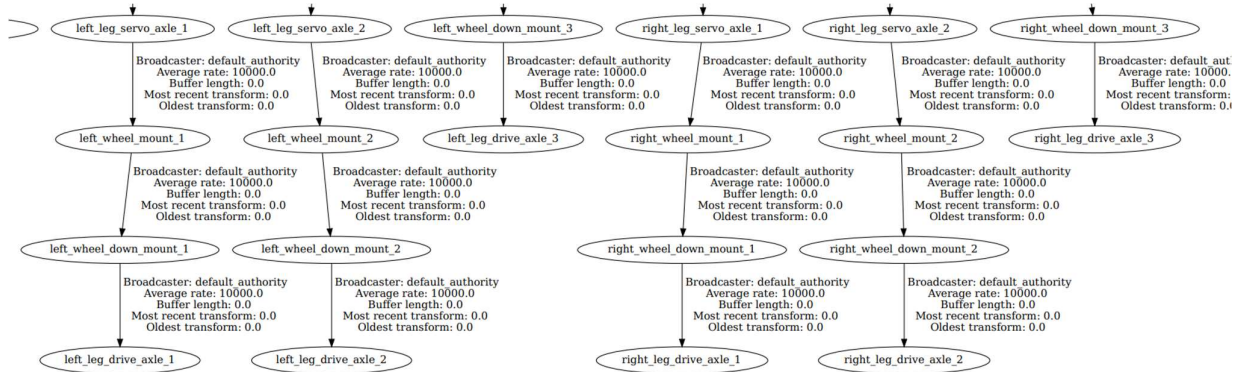 left_leg_servo_axle_1
left_leg_servo_axle_2
left_wheel_down_mount_3
right_leg_servo_axle_1
right_leg_servo_axle_2
right_wheel_down_mount_3
Broadcaster: default_authority
Average rate: 10000.0
Buffer length: 0.0
Most recent transform: 0.0
Oldest transform: 0.0
Broadcaster: default_authority
Average rate: 10000.0
Buffer length: 0.0
Most recent transform: 0.0
Oldest transform: 0.0
Broadcaster: default_authority
Average rate: 10000.0
Buffer length: 0.0
Most recent transform: 0.0
Oldest transform: 0.0
Broadcaster: default_authority
Average rate: 10000.0
Buffer length: 0.0
Most recent transform: 0.0
Oldest transform: 0.0
Broadcaster: default_authority
Average rate: 10000.0
Buffer length: 0.0
Most recent transform: 0.0
Oldest transform: 0.0
Broadcaster:
Average rate: 10000.
Buffer length: 0.0
Most recent transform:
Oldest transform:
left_wheel_mount_1
left_wheel_mount_2
left_leg_drive_axle_3
right_wheel_mount_1
right_wheel_mount_2
right_leg_drive_axle_3
Broadcaster: default_authority
Average rate: 10000.0
Buffer length: 0.0
Most recent transform: 0.0
Oldest transform: 0.0
Broadcaster: default_authority
Average rate: 10000.0
Buffer length: 0.0
Most recent transform: 0.0
Oldest transform: 0.0
Broadcaster: default_authority
Average rate: 10000.0
Buffer length: 0.0
Most recent transform: 0.0
Oldest transform: 0.0
Broadcaster: default_authority
Average rate: 10000.0
Buffer length: 0.0
Most recent transform: 0.0
Oldest transform: 0.0
left_wheel_down_mount_1
left_wheel_down_mount_2
right_wheel_down_mount_1
right_wheel_down_mount_2
Broadcaster: default_authority
Average rate: 10000.0
Buffer length: 0.0
Most recent transform: 0.0
Oldest transform: 0.0
Broadcaster: default_authority
Average rate: 10000.0
Buffer length: 0.0
Most recent transform: 0.0
Oldest transform: 0.0
Broadcaster: default_authority
Average rate: 10000.0
Buffer length: 0.0
Most recent transform: 0.0
Oldest transform: 0.0
Broadcaster: default_authority
Average rate: 10000.0
Buffer length: 0.0
Most recent transform: 0.0
Oldest transform: 0.0
left_leg_drive_axle_1
left_leg_drive_axle_2
right_leg_drive_axle_1
right_leg_drive_axle_2